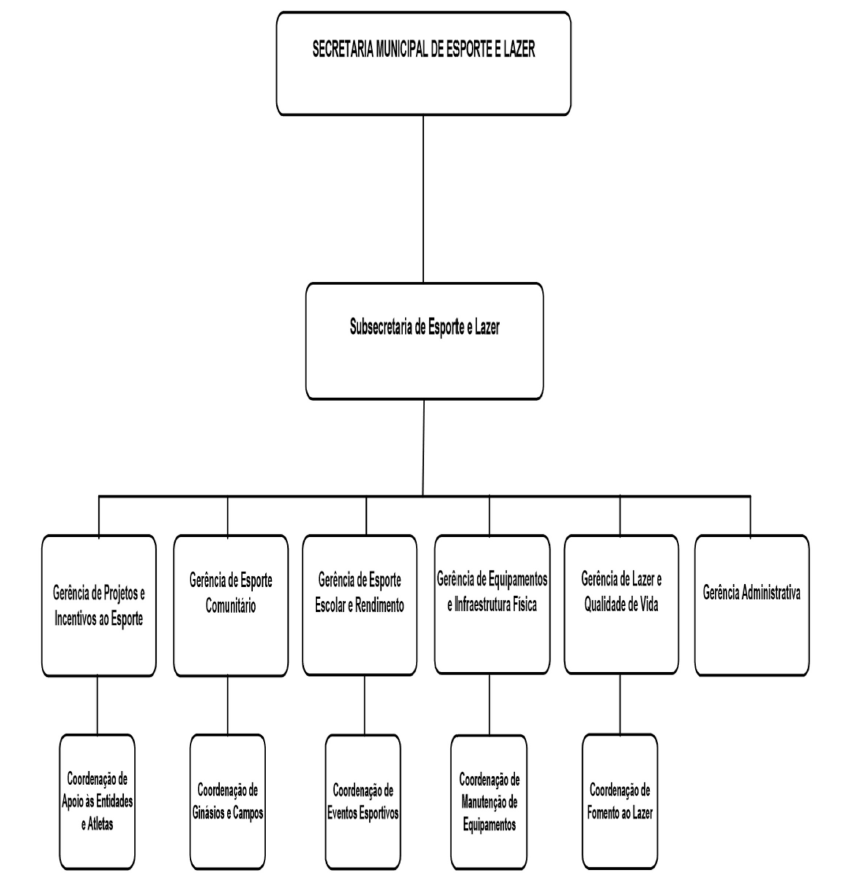 SECRETARIA MUNICIPAL DE ESPORTE E LAZER
Subsecretaria de Esporte e Lazer
Gerência de Projetos e
Incentivos ao Esporte
Gerência de Esporte
Comunitário
Gerência de Esporte
Escolar e Rendimento
Gerência de Equipamentos
e Infraestrutura Física
Gerência de Lazer e
Qualidade de Vida
Gerência Administrativa
Coordenação de
Apoio às Entidades
e Atletas
Coordenação de
Ginásios e Campos
Coordenação de
Eventos Esportivos
Coordenação de
Manutenção de
Equipamentos
Coordenação de
Fomento ao Lazer